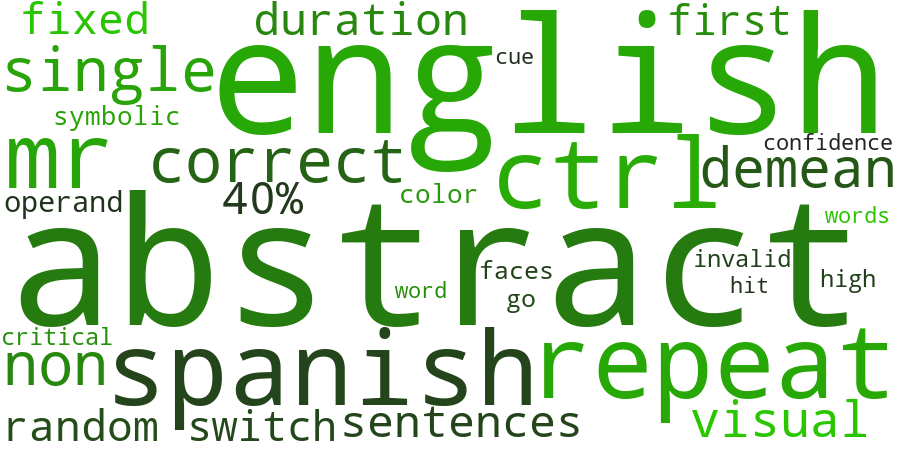 fixed
duration
first
english
single
cue
symbolic
mr
correct
ctrl
confidence
demean
operand
40%
color
words
abstract
faces
invalid
word
go
hit
high
critical
non
spanish
repeat
random
switch
sentences
visual